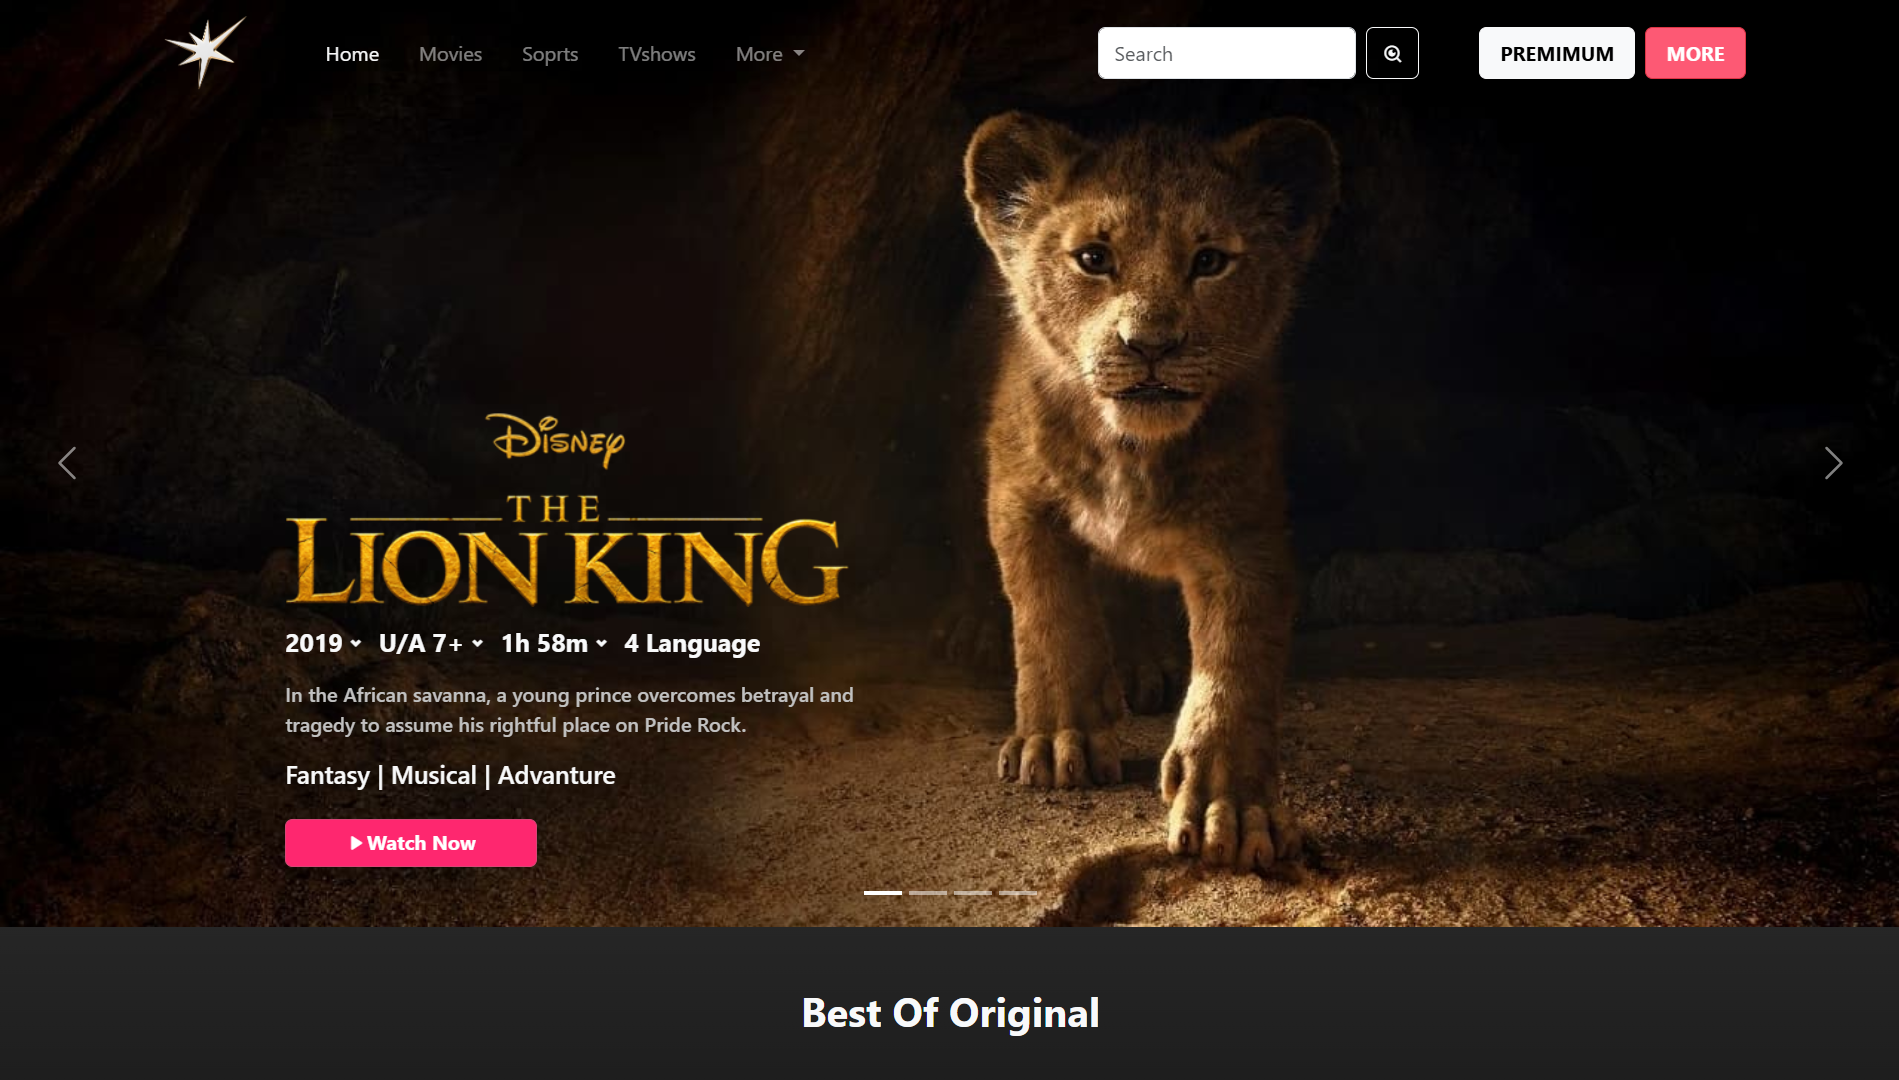 Home Movies Soprts TVshows More Search PREMIMUM MORE
Disney
THE
LION KING
2019 U/A 7+ 1h 58m 4 Language
In the African savanna, a young prince overcomes betrayal and
tragedy to assume his rightful place on Pride Rock.
Fantasy | Musical | Advanture
Watch Now
Best Of Original